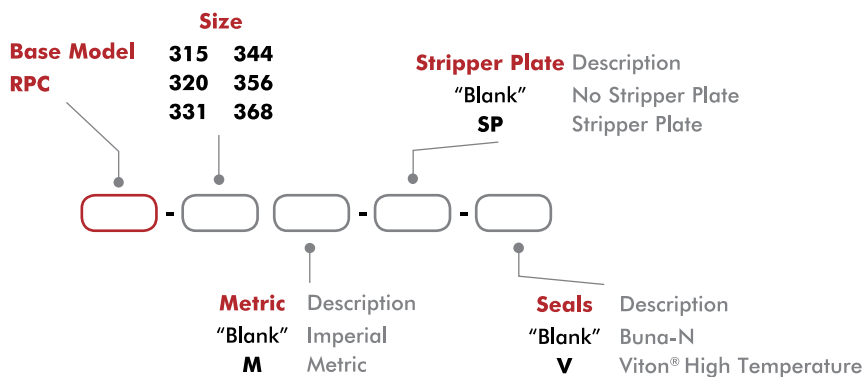 Size
Base Model
RPC
315 344
320 356
331 368
Stripper Plate Description
“Blank” No Stripper Plate
SP Stripper Plate
- - -
Metric Description
“Blank” Imperial
M Metric
Seals Description
“Blank” Buna-N
V Viton® High Temperature